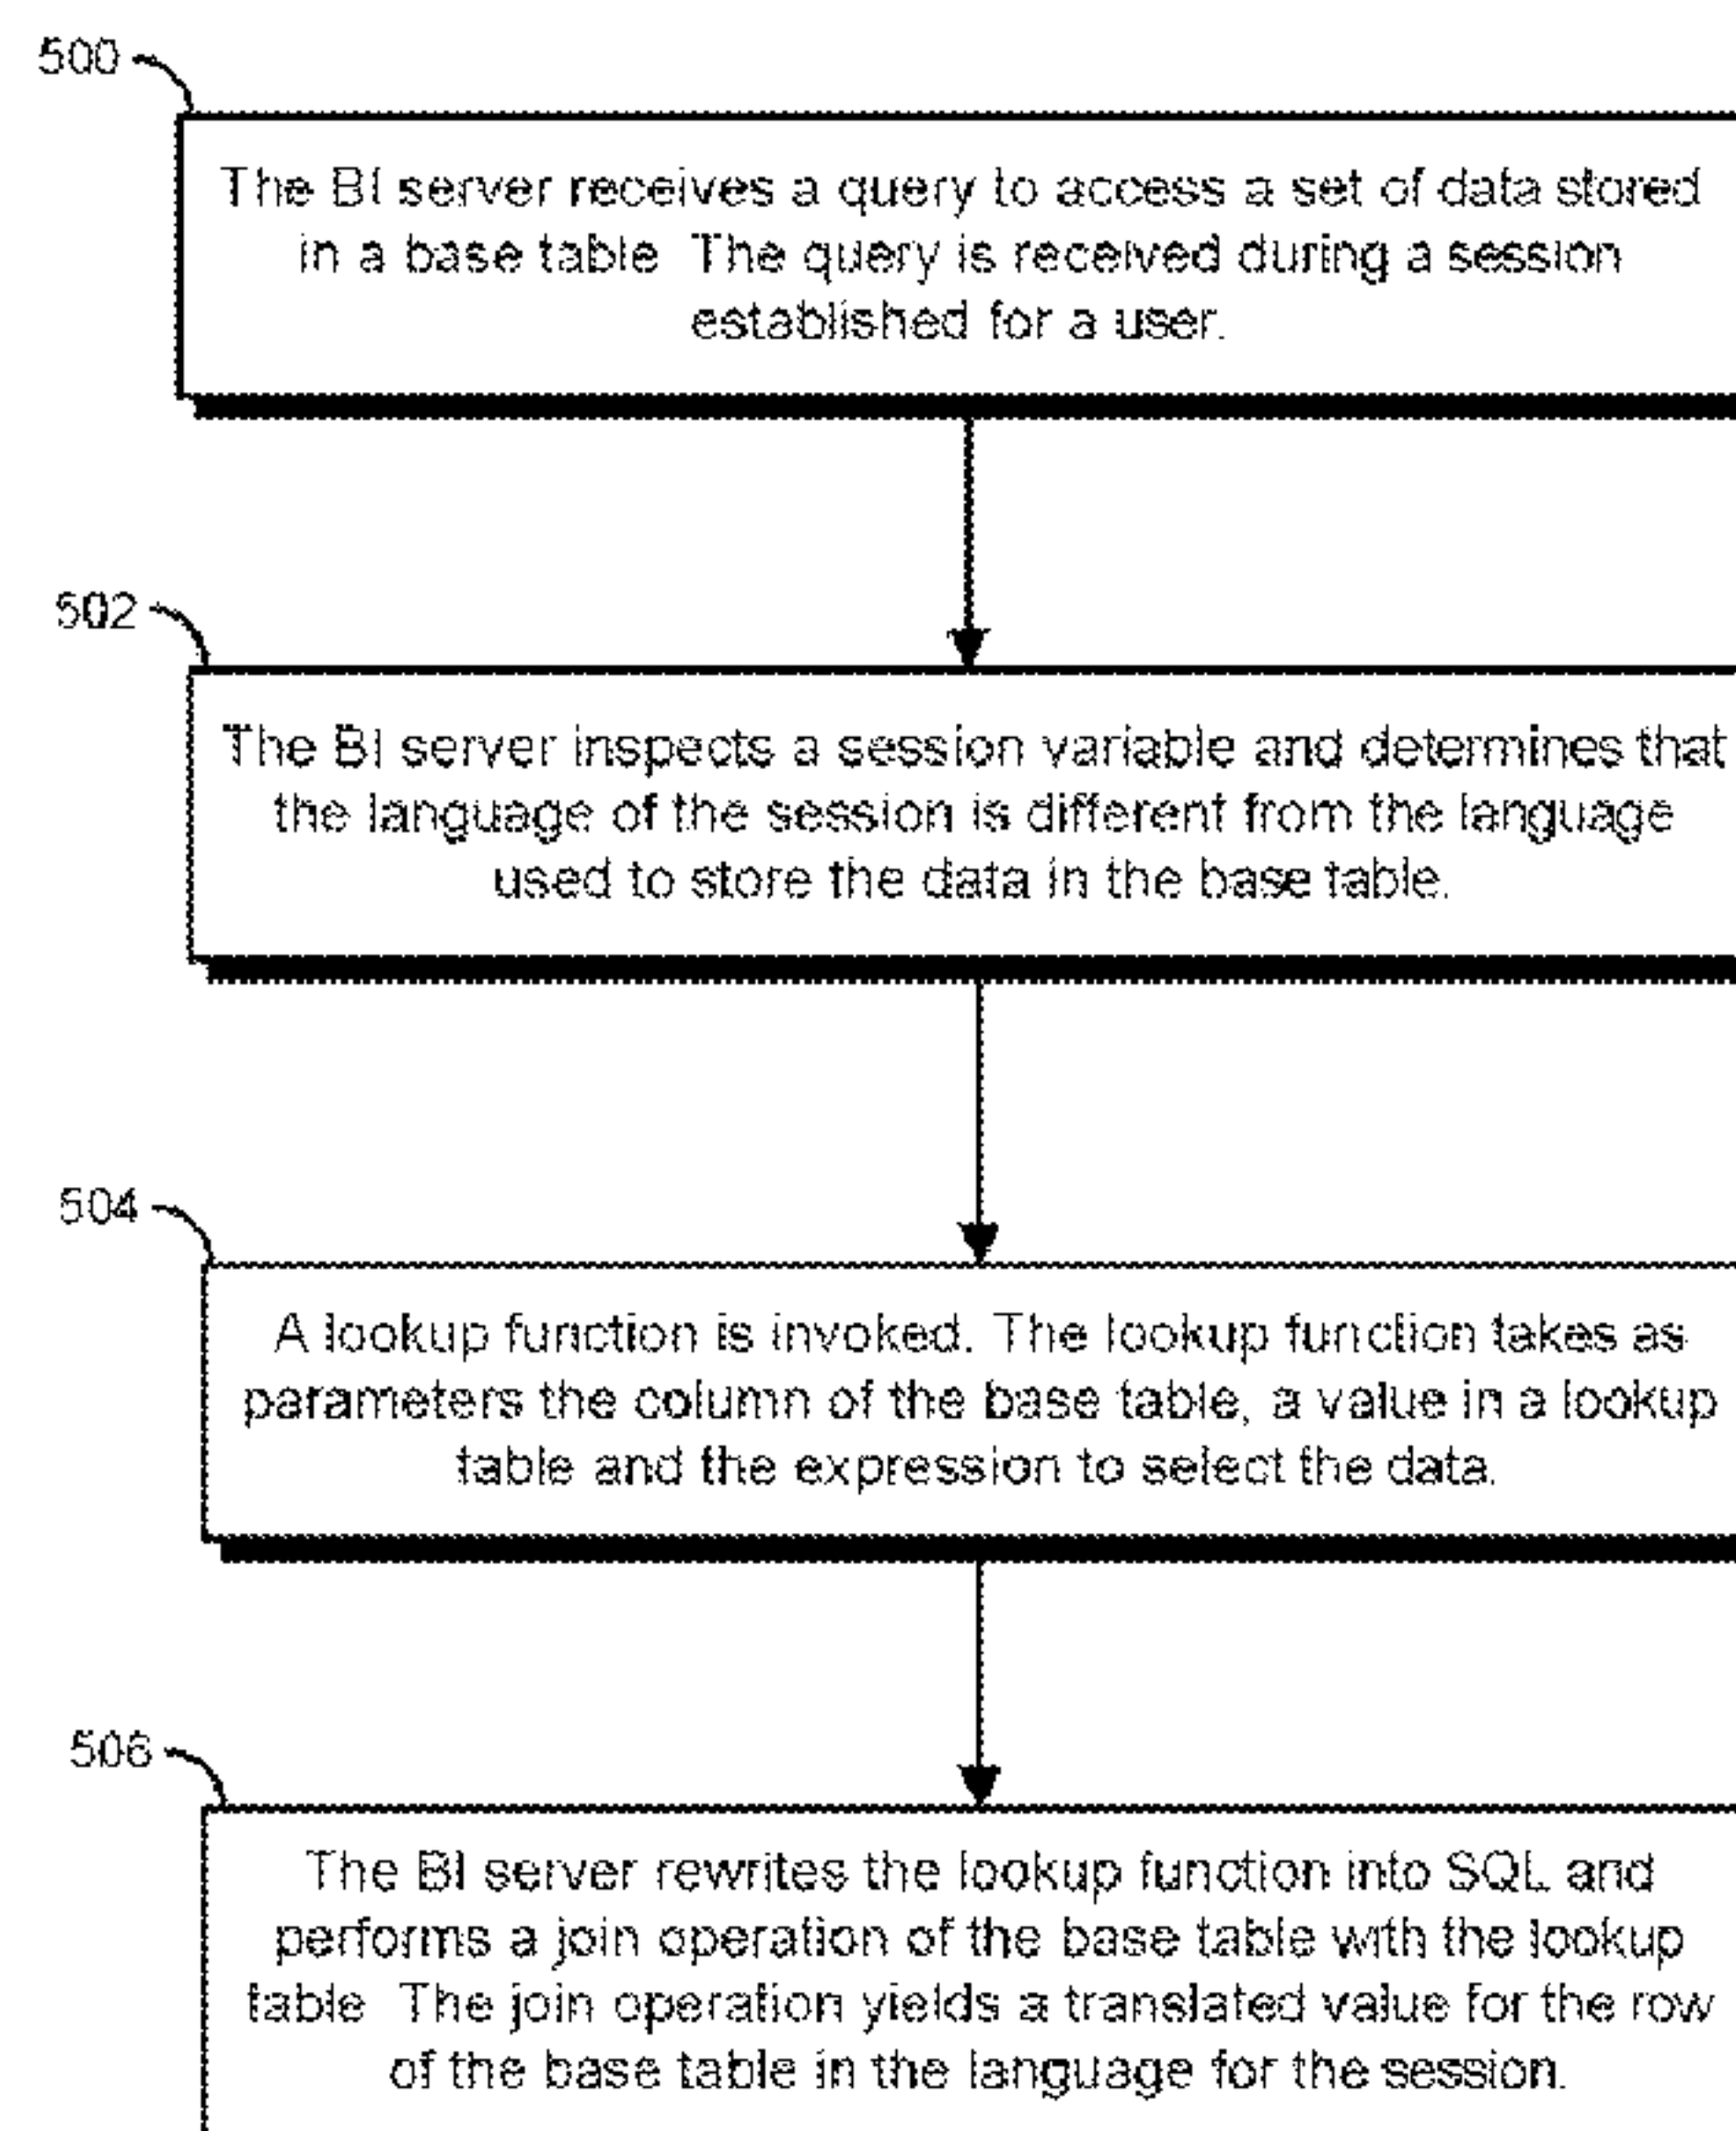 500
The BI server receives a query to access a set of data stored
in a base table The query is received during a session
established for a user.
502
The BI server inspects a session variable and determines that
the language of the session is different from the language
used to store the data in the base table.
504
A lookup function is invoked. The lookup function takes as
parameters the column of the base table, a value in a lookup
table and the expression to select the data.
506
The BI server rewrites the lookup function into SQL and
performs a join operation of the base table with the lookup
table The join operation yields a translated value for the row
of the base table in the language for the session.